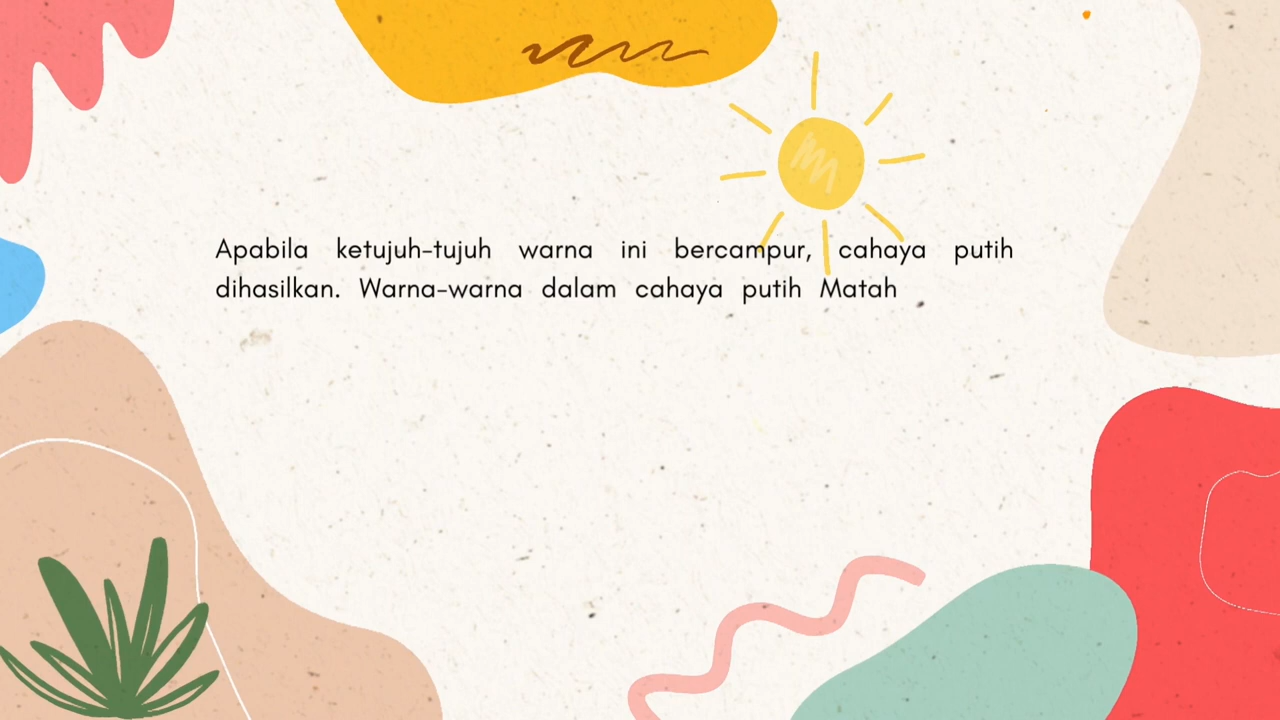 Apabila ketujuh-tujuh warna ini bercampur, cahaya putih
dihasilkan. Warna-warna dalam cahaya putih Matah